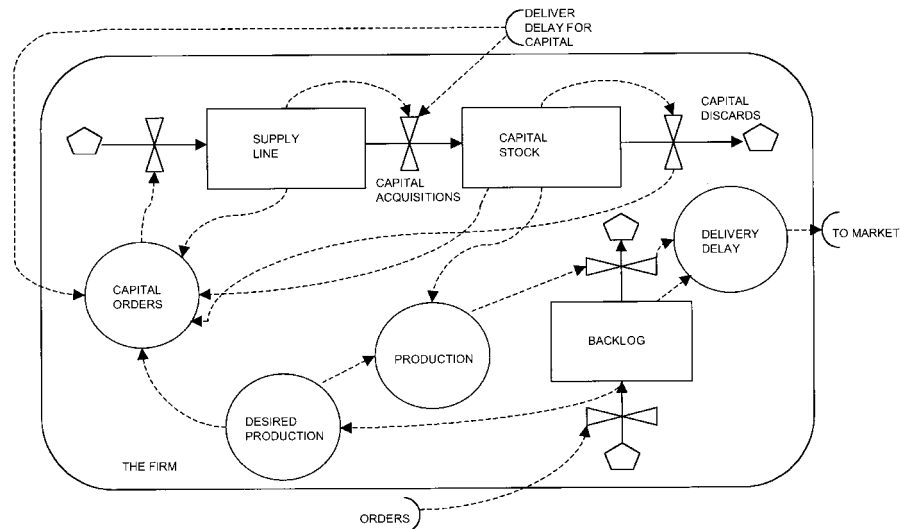 DELIVER
DELAY FOR
CAPITAL
CAPITAL
DISCARDS
SUPPLY
LINE
CAPITAL
STOCK
CAPITAL
ACQUISITIONS
DELIVERY
DELAY
TO MARKET
CAPITAL
ORDERS
PRODUCTION
BACKLOG
DESIRED
PRODUCTION
THE FIRM
ORDERS